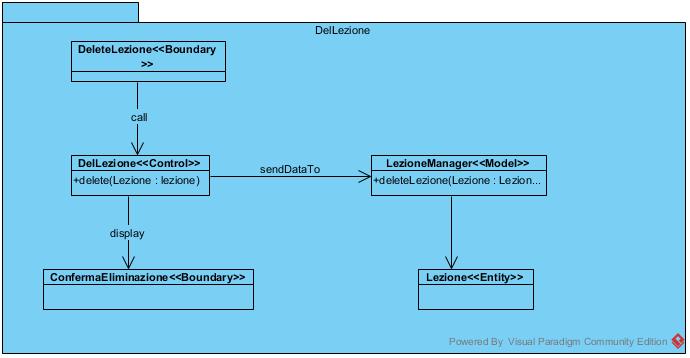 DelLezione
DeleteLezione<<Boundary
>>
call
DelLezione<<Control>>
+delete(Lezione : lezione)
sendDataTo
LezioneManager<<Model>>
+deleteLezione(Lezione : Lezion...
display
ConfermaEliminazione<<Boundary>>
Lezione<<Entity>>
Powered By Visual Paradigm Community Edition